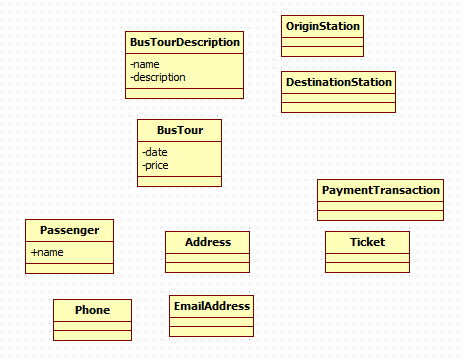 OriginStation
BusTourDescription
-name
-description
DestinationStation
BusTour
-date
-price
PaymentTransaction
Passenger
+name
Address
Ticket
Phone
EmailAddress